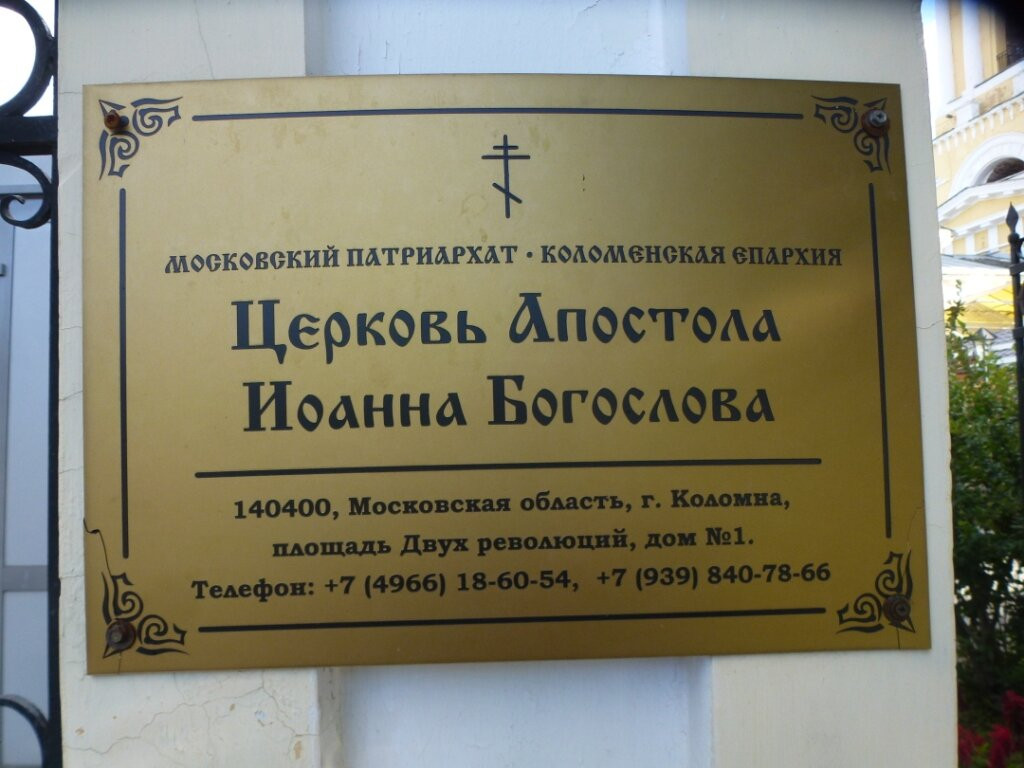 МОСКОВСКИЙ ПАТРИАРХАТ · КОЛОМЕНСКАЯ ЕПАРХИЯ
Церковь Апостола
Иоанна Богослова
140400, Московская область, г. Коломна,
площадь Двух революций, дом №1.
Телефон: +7 (4966) 18-60-54, +7 (939) 840-78-66